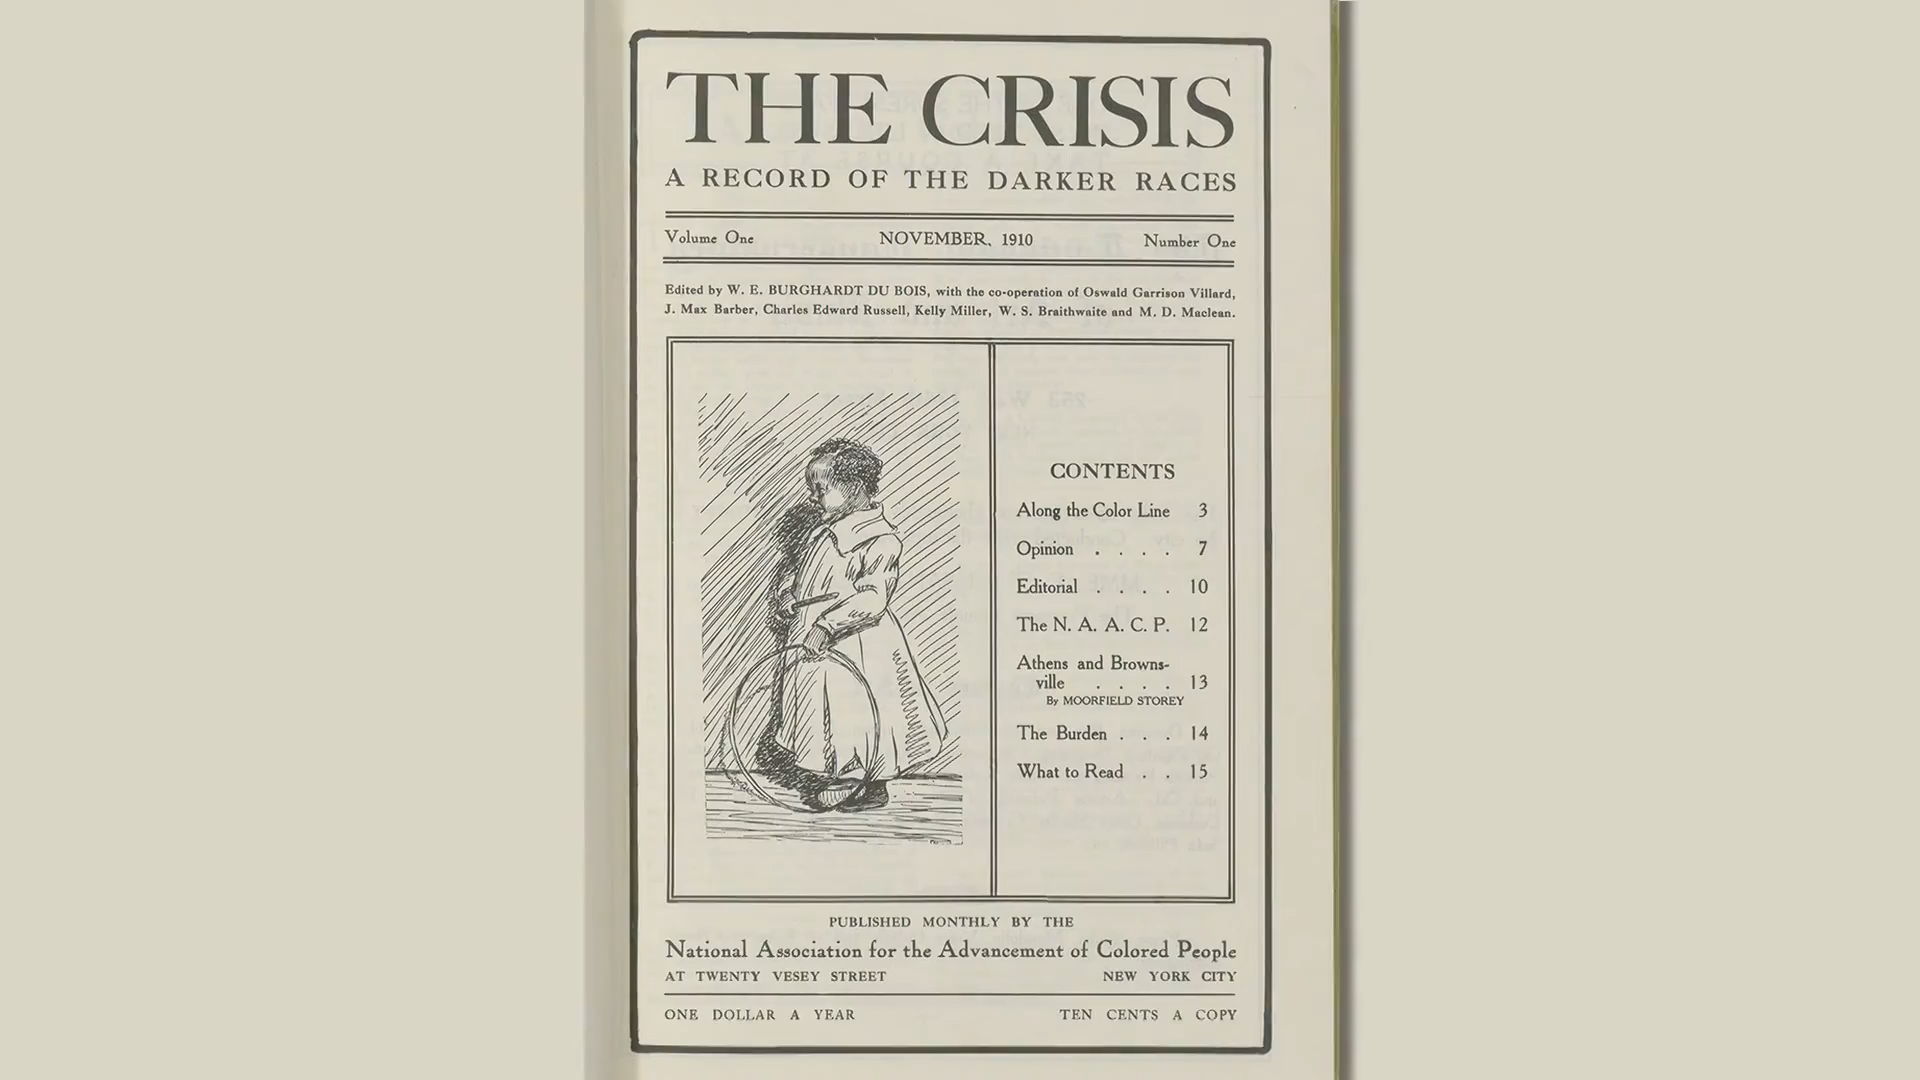 THE CRISIS
A RECORD OF THE DARKER RACES
Volume One NOVEMBER, 1910 Number One
Edited by W. E. BURGHARDT DU BOIS, with the co-operation of Oswald Garrison Villard,
J. Max Barber, Charles Edward Russell, Kelly Miller, W. S. Braithwaite and M. D. Maclean.
CONTENTS
Along the Color Line 3
Opinion . . . . 7
Editorial . . . . 10
The N. A. A. C. P. 12
Athens and Browns-
ville . . . . 13
By MOORFIELD STOREY
The Burden . . . 14
What to Read . . 15
PUBLISHED MONTHLY BY THE
National Association for the Advancement of Colored People
AT TWENTY VESEY STREET NEW YORK CITY
ONE DOLLAR A YEAR TEN CENTS A COPY